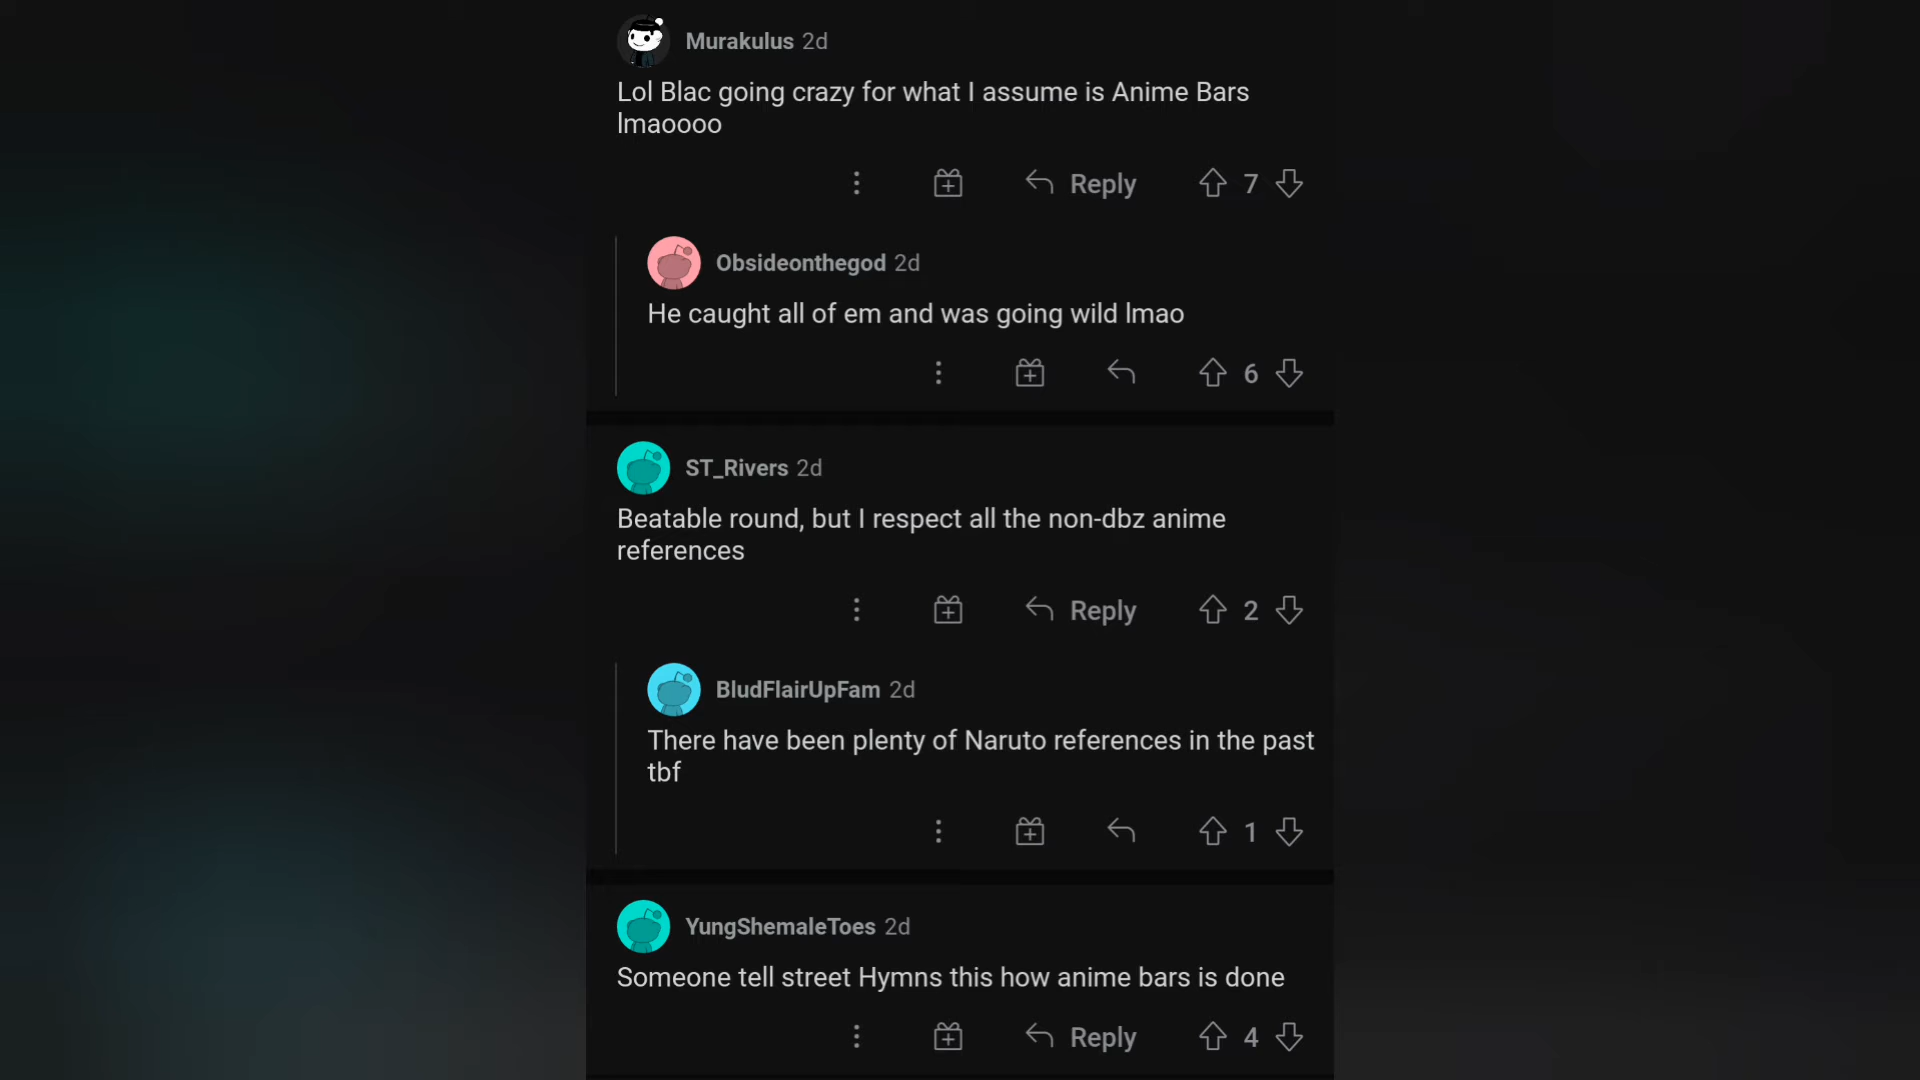 Murakulus 2d
Lol Blac going crazy for what I assume is Anime Bars
lmaoooo
Reply 7
Obsideonthegod 2d
He caught all of em and was going wild lmao
6
ST_Rivers 2d
Beatable round, but I respect all the non-dbz anime
references
Reply 2
BludFlairUpFam 2d
There have been plenty of Naruto references in the past
tbf
1
YungShemaleToes 2d
Someone tell street Hymns this how anime bars is done
Reply 4